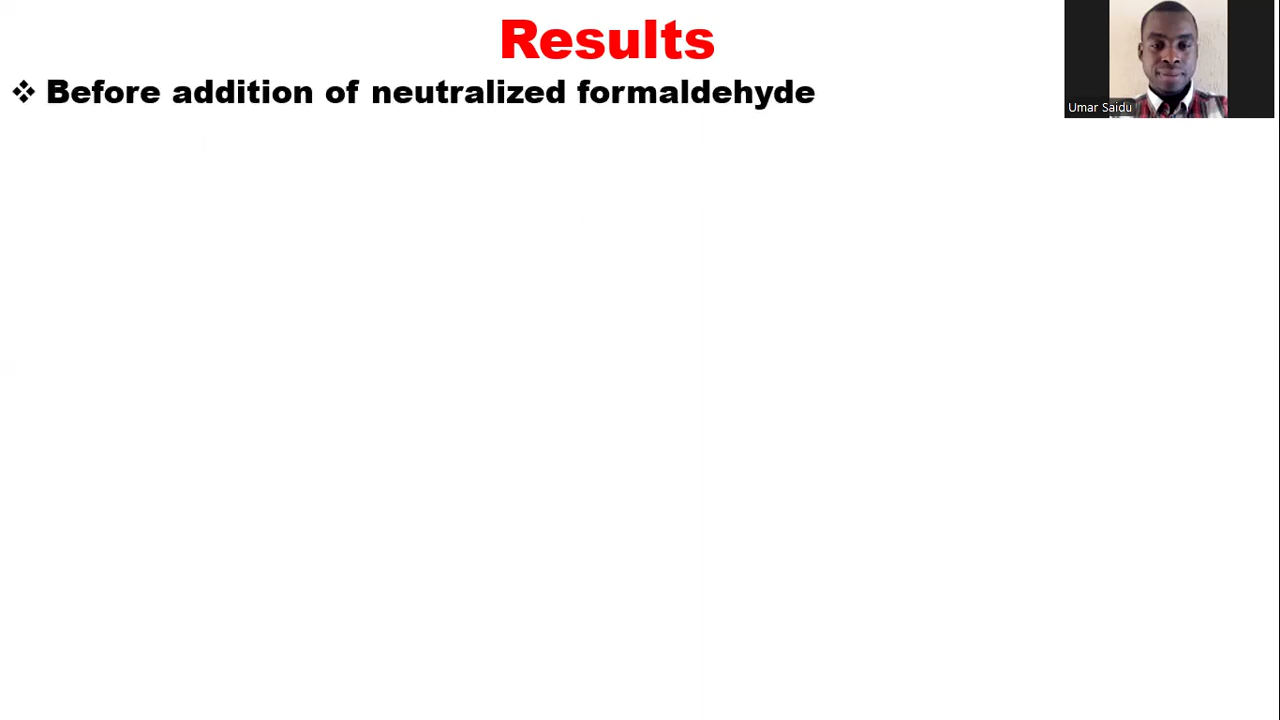 Results
❖ Before addition of neutralized formaldehyde
Umar Saidu